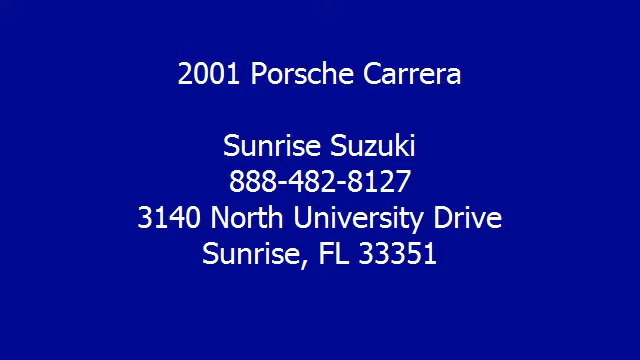 2001 Porsche Carrera
Sunrise Suzuki
888-482-8127
3140 North University Drive
Sunrise, FL 33351